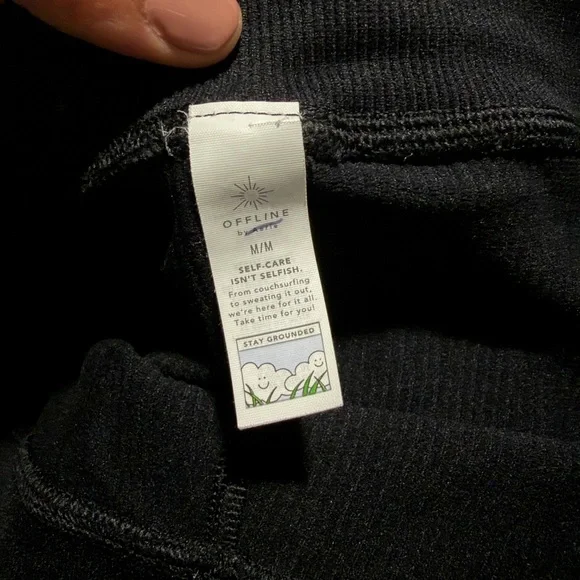 OFFLINE
by Aerie
M/M
SELF-CARE
ISN'T SELFISH.
From couchsurfing
to sweating it out,
we're here for it all.
Take time for you!
STAY GROUNDED